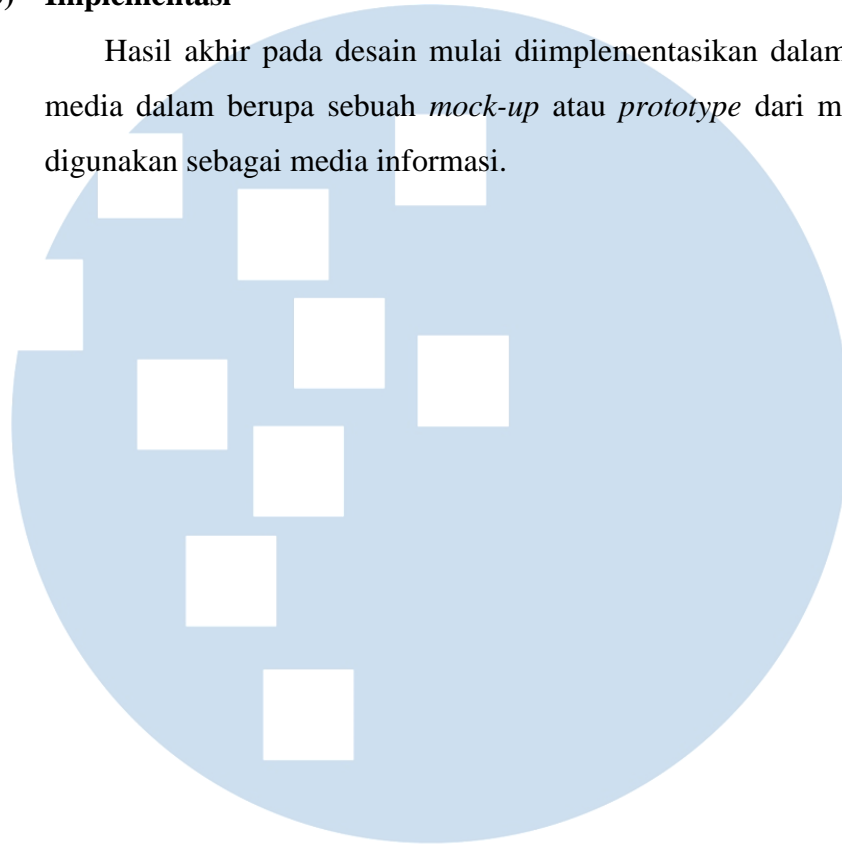 Implementasi
Hasil akhir pada desain mulai diimplementasikan dalam
media dalam berupa sebuah mock-up atau prototype dari
digunakan sebagai media informasi.